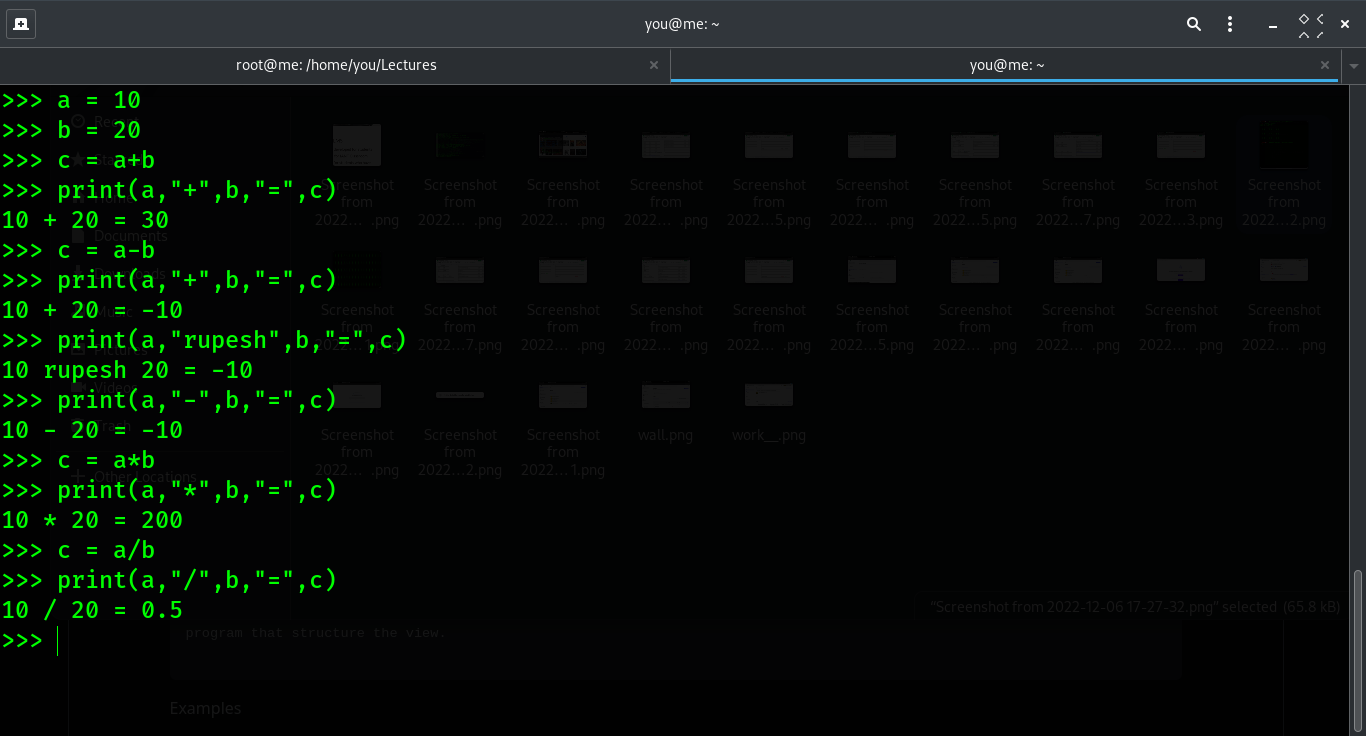 you@me: ~
root@me: /home/you/Lectures
you@me: ~
>>> a = 10
>>> b = 20
>>> c = a+b
>>> print(a,"+",b,"=",c)
10 + 20 = 30
>>> c = a-b
>>> print(a,"+",b,"=",c)
10 + 20 = -10
>>> print(a,"rupesh",b,"=",c)
10 rupesh 20 = -10
>>> print(a,"-",b,"=",c)
10 - 20 = -10
>>> c = a*b
>>> print(a,"*",b,"=",c)
10 * 20 = 200
>>> c = a/b
>>> print(a,"/",b,"=",c)
10 / 20 = 0.5
>>>
Documents
Other Locations
Screenshot Screenshot Screenshot Screenshot Screenshot Screenshot Screenshot Screenshot Screenshot
from from from from from from from from from from
2022... .png 2022... .png 2022... .png 2022... .png 2022...5.png 2022... .png 2022...5.png 2022...7.png 2022...3.png 2022...2.png
Screenshot Screenshot Screenshot Screenshot Screenshot Screenshot Screenshot Screenshot Screenshot Screenshot
from from from from from from from from from from
2022...7.png 2022... .png 2022... .png 2022... .png 2022...5.png 2022... .png 2022... .png 2022... .png 2022... .png
Screenshot Screenshot Screenshot wall.png work__.png
from from from
2022... .png 2022...2.png 2022...1.png
"Screenshot from 2022-12-06 17-27-32.png" selected (65.8 kB)
program that structure the view.
Examples